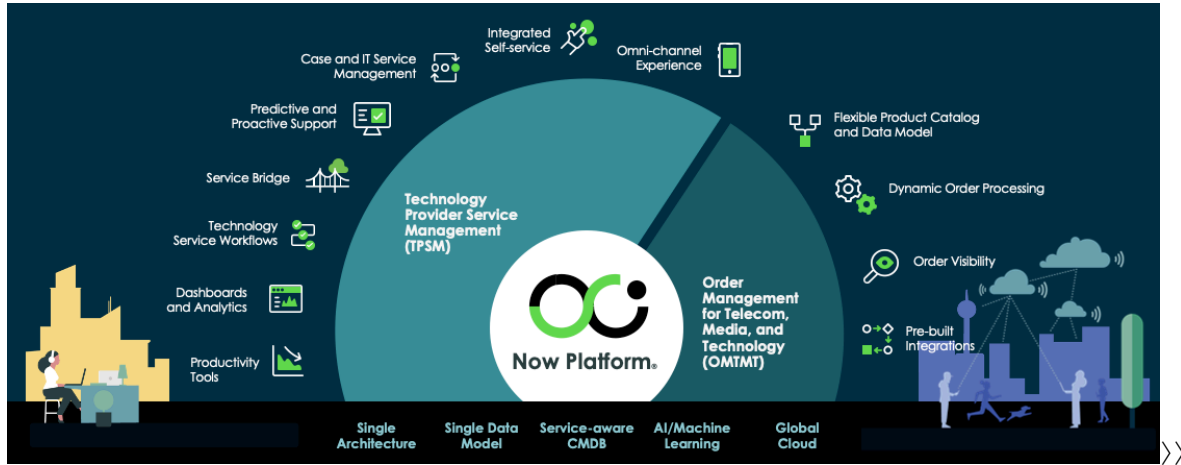 Integrated
Self-service
Omni-channel
Experience
Case and IT Service
Management
Predictive and
Proactive Support
Flexible Product Catalog
and Data Model
Service Bridge
Dynamic Order Processing
Technology
Provider Service
Management
(TPSM)
Technology
Service Workflows
Order Visibility
Dashboards
and Analytics
Order
Management
for Telecom,
Media, and
Technology
(OMTMT)
Pre-built
Integrations
Productivity
Tools
Now Platform®
Single
Architecture
Single Data
Model
Service-aware
CMDB
AI/Machine
Learning
Global
Cloud
>>